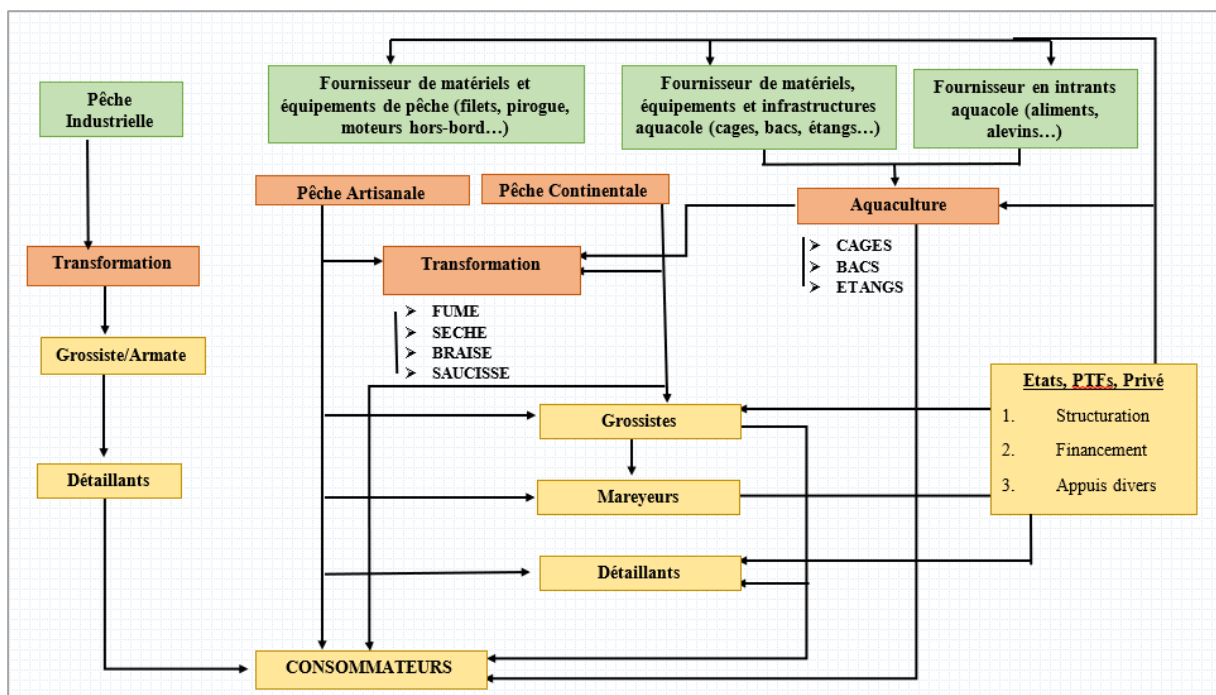 Pêche
Industrielle
Fournisseur de matériels et
équipements de pêche (filets, pirogue,
moteurs hors-bord…)
Fournisseur de matériels,
équipements et infrastructures
aquacole (cages, bacs, étangs…)
Fournisseur en intrants
aquacole (aliments,
alevins…)
Pêche Artisanale
Pêche Continentale
Aquaculture
➢ CAGES
➢ BACS
➢ ETANGS
Transformation
Transformation
➢ FUME
➢ SECHE
➢ BRAISE
➢ SAUCISSE
Grossiste/Armate
Etats, PTFs, Privé
1. Structuration
2. Financement
3. Appuis divers
Grossistes
Détaillants
Mareyeurs
Détaillants
CONSOMMATEURS